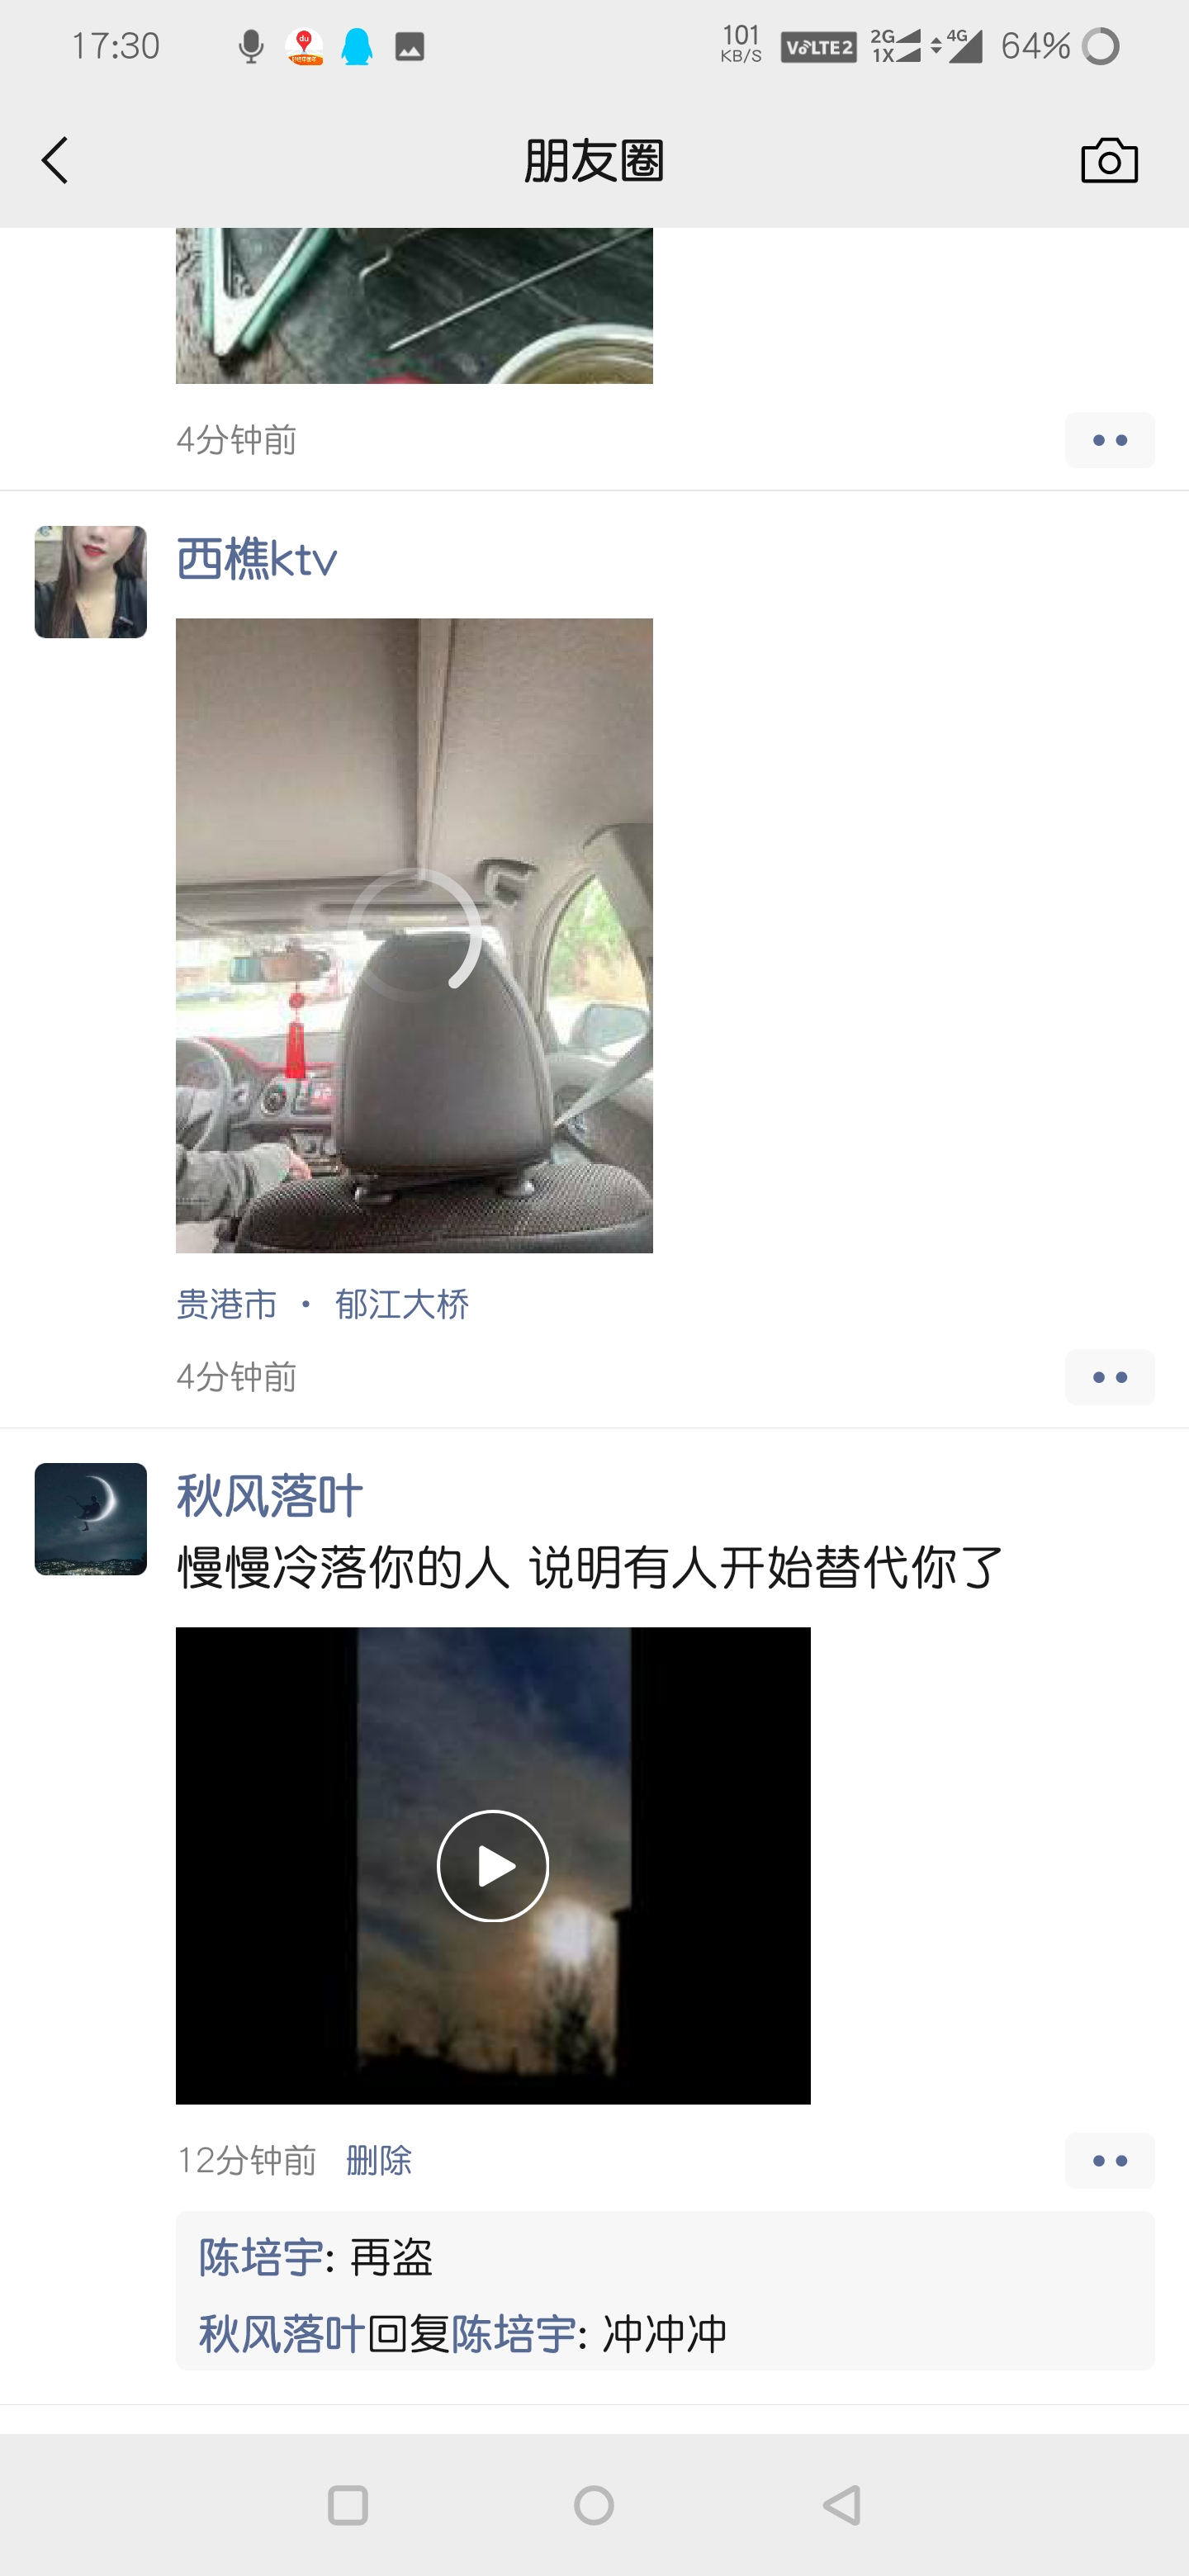 17:30
101
KB/S
VoLTE 2
2G
1X
4G
64%
朋友圈
4分钟前
西樵ktv
贵港市 · 郁江大桥
4分钟前
秋风落叶
慢慢冷落你的人 说明有人开始替代你了
12分钟前 删除
陈培宇: 再盗
秋风落叶回复陈培宇: 冲冲冲